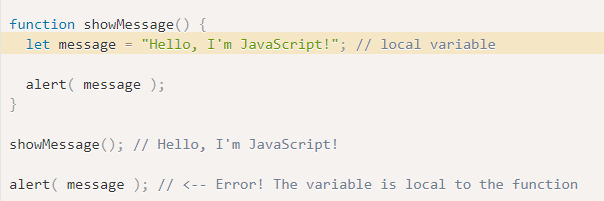 function showMessage() {
  let message = "Hello, I'm JavaScript!"; // local variable

  alert( message );
}

showMessage(); // Hello, I'm JavaScript!

alert( message ); // <-- Error! The variable is local to the function